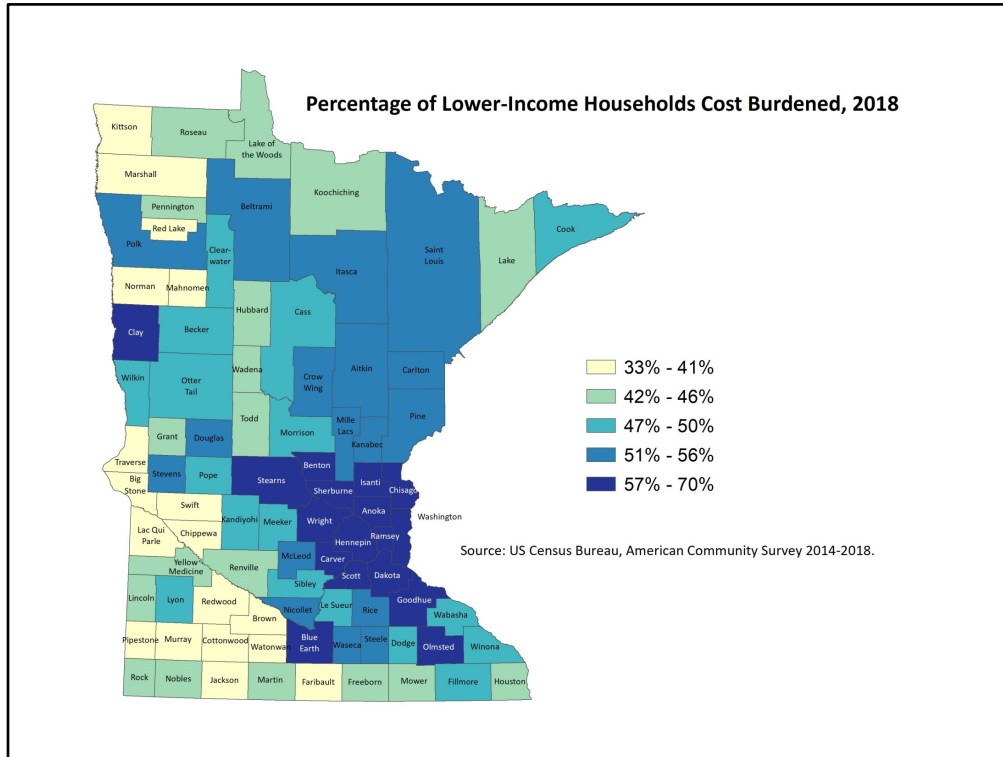 Percentage of Lower-Income Households Cost Burdened, 2018
Kittson
Roseau
Lake of
the Woods
Marshall
Koochiching
Beltrami
Pennington
Red Lake
Polk
Clear-
water
Saint
Louis
Lake
Cook
Itasca
Norman
Mahnomen
Hubbard
Cass
Clay
Becker
Wadena
Crow
Wing
Aitkin
Carlton
Wilkin
Otter
Tail
Pine
Todd
Mille
Lacs
Kanabec
Morrison
Grant
Douglas
Traverse
Big
Stone
Stevens
Pope
Stearns
Benton
Sherburne
Isanti
Chisago
Anoka
Washington
Swift
Kandiyohi
Meeker
Wright
Hennepin
Ramsey
Lac Qui
Parle
Chippewa
McLeod
Carver
Scott
Dakota
Yellow
Medicine
Renville
Sibley
Goodhue
Lincoln
Lyon
Redwood
Nicollet
Le Sueur
Rice
Wabasha
Brown
Pipestone
Murray
Cottonwood
Watonwan
Blue
Earth
Waseca
Steele
Dodge
Olmsted
Winona
Rock
Nobles
Jackson
Martin
Faribault
Freeborn
Mower
Fillmore
Houston
33% - 41%
42% - 46%
47% - 50%
51% - 56%
57% - 70%
Source: US Census Bureau, American Community Survey 2014-2018.